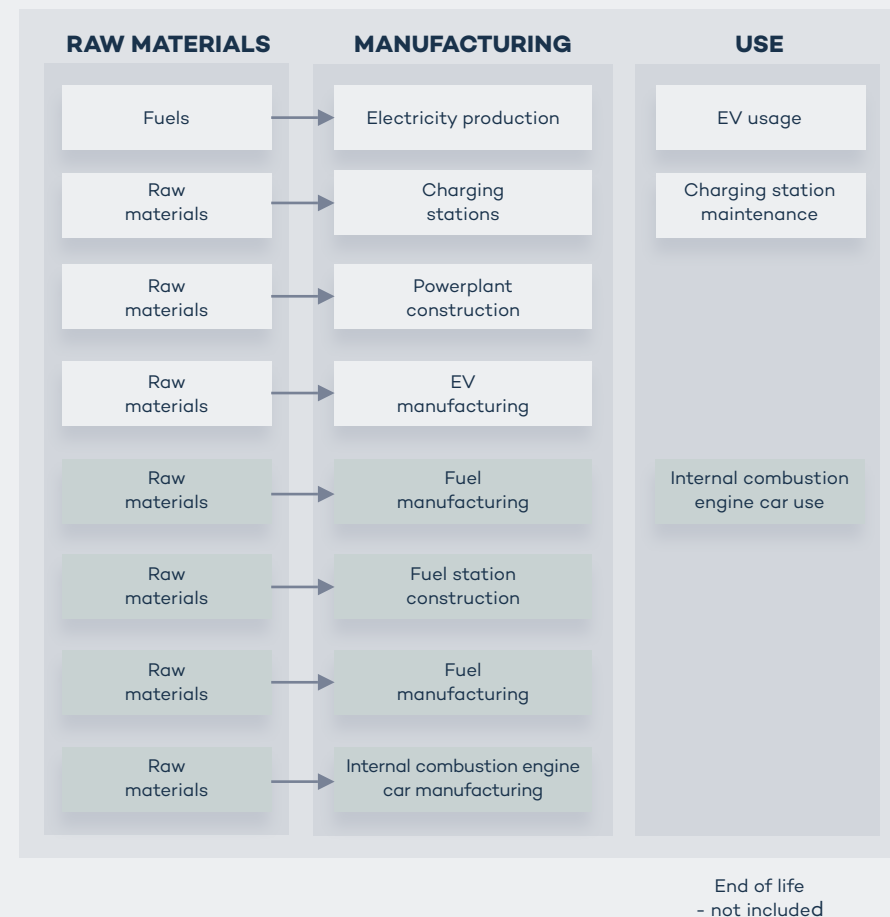 RAW MATERIALS
MANUFACTURING
USE
Fuels
Electricity production
EV usage
Raw
materials
Charging
stations
Charging station
maintenance
Raw
materials
Powerplant
construction
Raw
materials
EV
manufacturing
Raw
materials
Fuel
manufacturing
Internal combustion
engine car use
Raw
materials
Fuel station
construction
Raw
materials
Fuel
manufacturing
Raw
materials
Internal combustion engine
car manufacturing
End of life
- not included